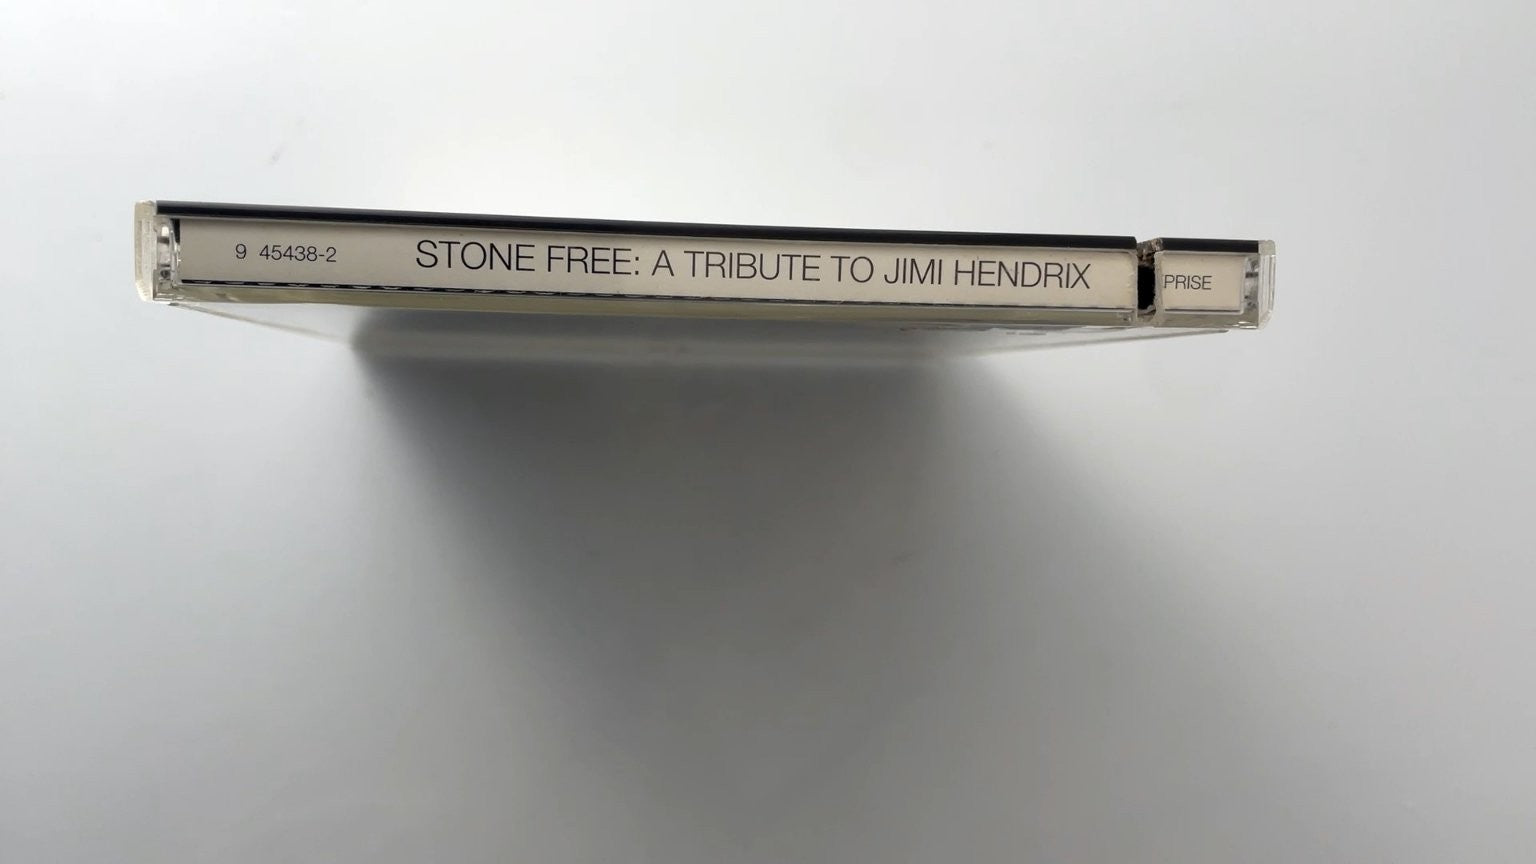 9 45438-2 STONE FREE: A TRIBUTE TO JIMI HENDRIX PRISE